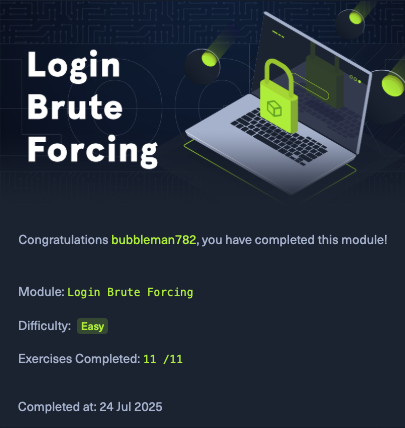 Login
Brute
Forcing
Congratulations bubbleman782, you have completed this module!
Module: Login Brute Forcing
Difficulty: Easy
Exercises Completed: 11 /11
Completed at: 24 Jul 2025